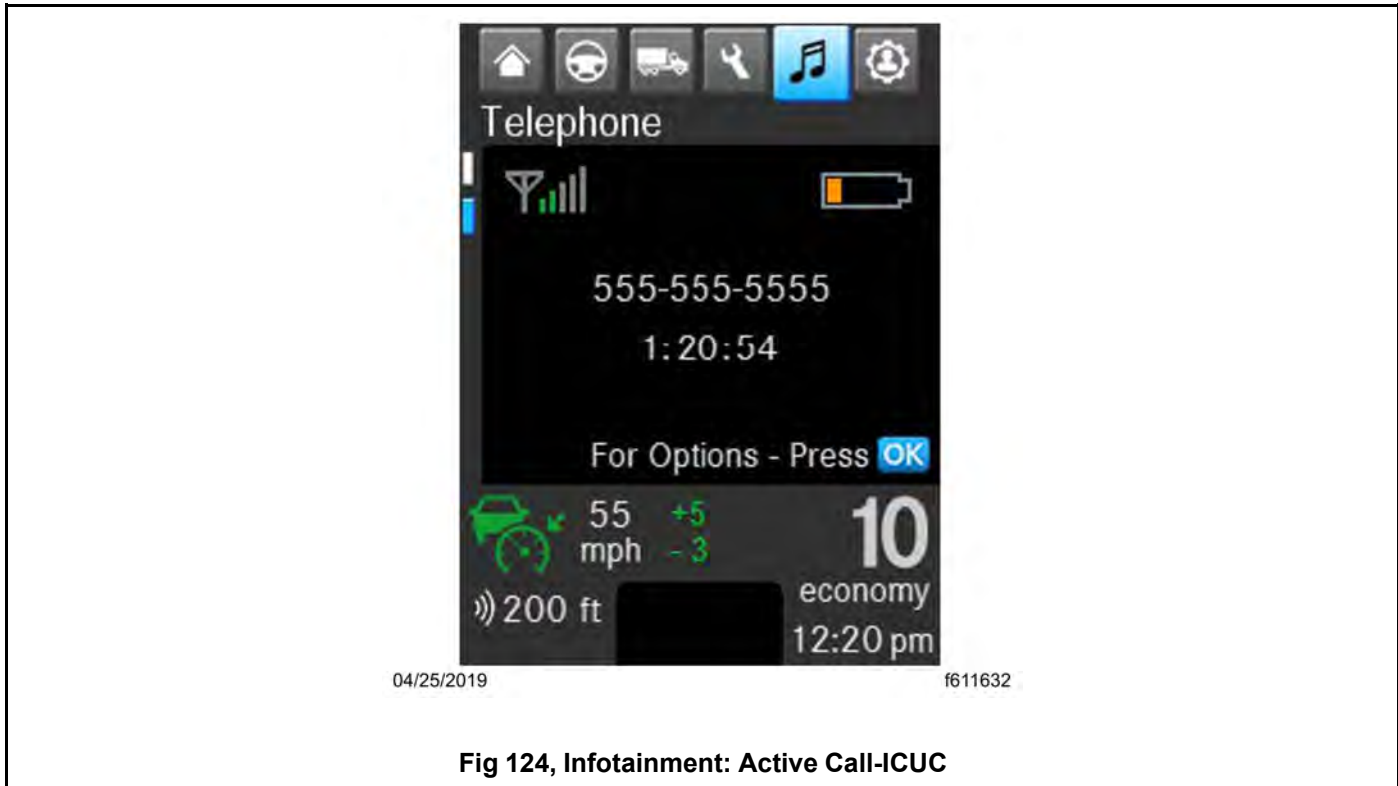 Telephone
555-555-5555
1:20:54
For Options - Press OK
55 +5
mph - 3
10
economy
200 ft
12:20 pm
04/25/2019
f611632
Fig 124, Infotainment: Active Call-ICUC